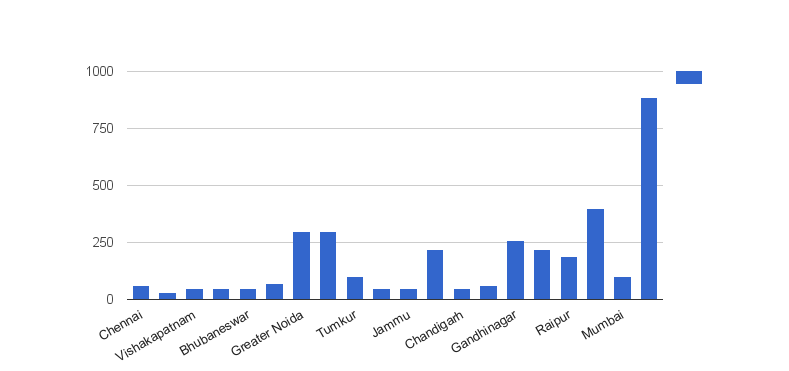 1000
750
500
250
0
Chennai
Vishakapatnam
Bhubaneswar
Greater Noida
Tumkur
Jammu
Chandigarh
Gandhinagar
Raipur
Mumbai